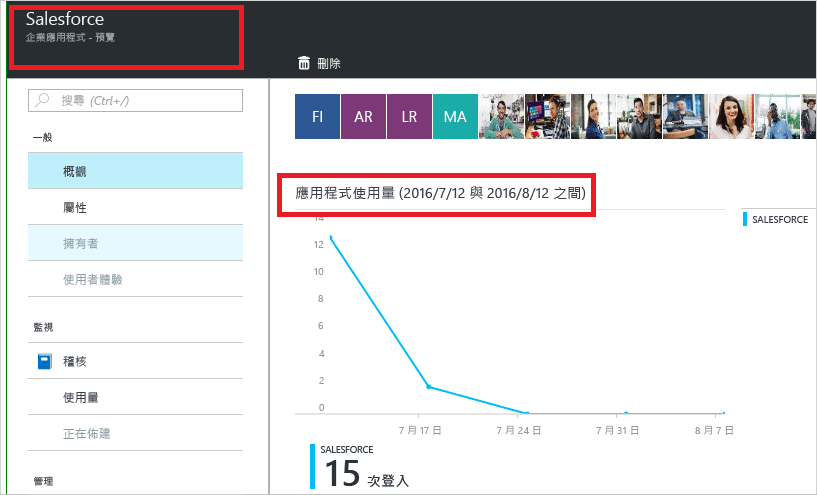 Salesforce
企業應用程式 - 預覽
刪除
搜尋 (Ctrl+/)
一般
概觀
屬性
擁有者
使用者體驗
監視
稽核
使用量
正在佈建
管理
FI AR LR MA
應用程式使用量 (2016/7/12 與 2016/8/12 之間)
14
12
10
8
6
4
2
0
7 月 17 日 7 月 24 日 7 月 31 日 8 月 7 日
SALESFORCE
SALESFORCE
15 次登入